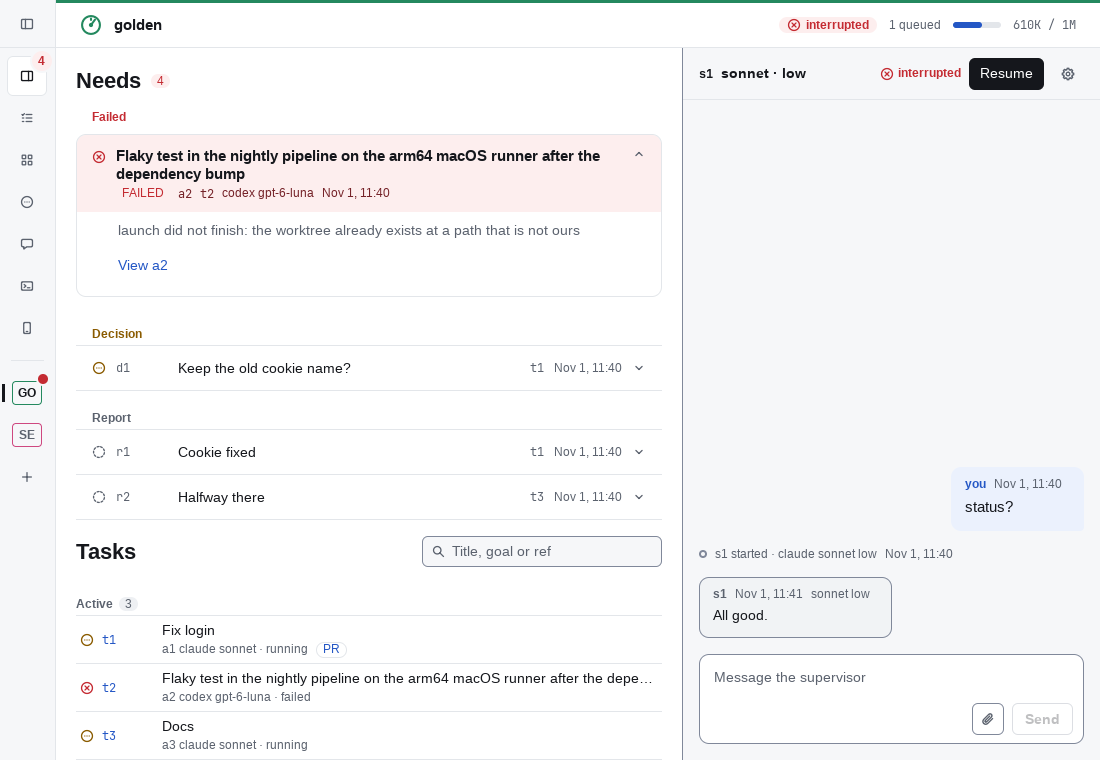 golden
interrupted
1 queued
610K / 1M
4
GO
SE
Needs 4
Failed
Flaky test in the nightly pipeline on the arm64 macOS runner after the
dependency bump
FAILED a2 t2 codex gpt-6-luna Nov 1, 11:40
launch did not finish: the worktree already exists at a path that is not ours
View a2
Decision
d1 Keep the old cookie name? t1 Nov 1, 11:40
Report
r1 Cookie fixed t1 Nov 1, 11:40
r2 Halfway there t3 Nov 1, 11:40
Tasks
Title, goal or ref
Active 3
t1 Fix login
a1 claude sonnet · running PR
t2 Flaky test in the nightly pipeline on the arm64 macOS runner after the depe…
a2 codex gpt-6-luna · failed
t3 Docs
a3 claude sonnet · running
s1 sonnet · low
interrupted
Resume
you Nov 1, 11:40
status?
s1 started · claude sonnet low Nov 1, 11:40
s1 Nov 1, 11:41 sonnet low
All good.
Message the supervisor
Send